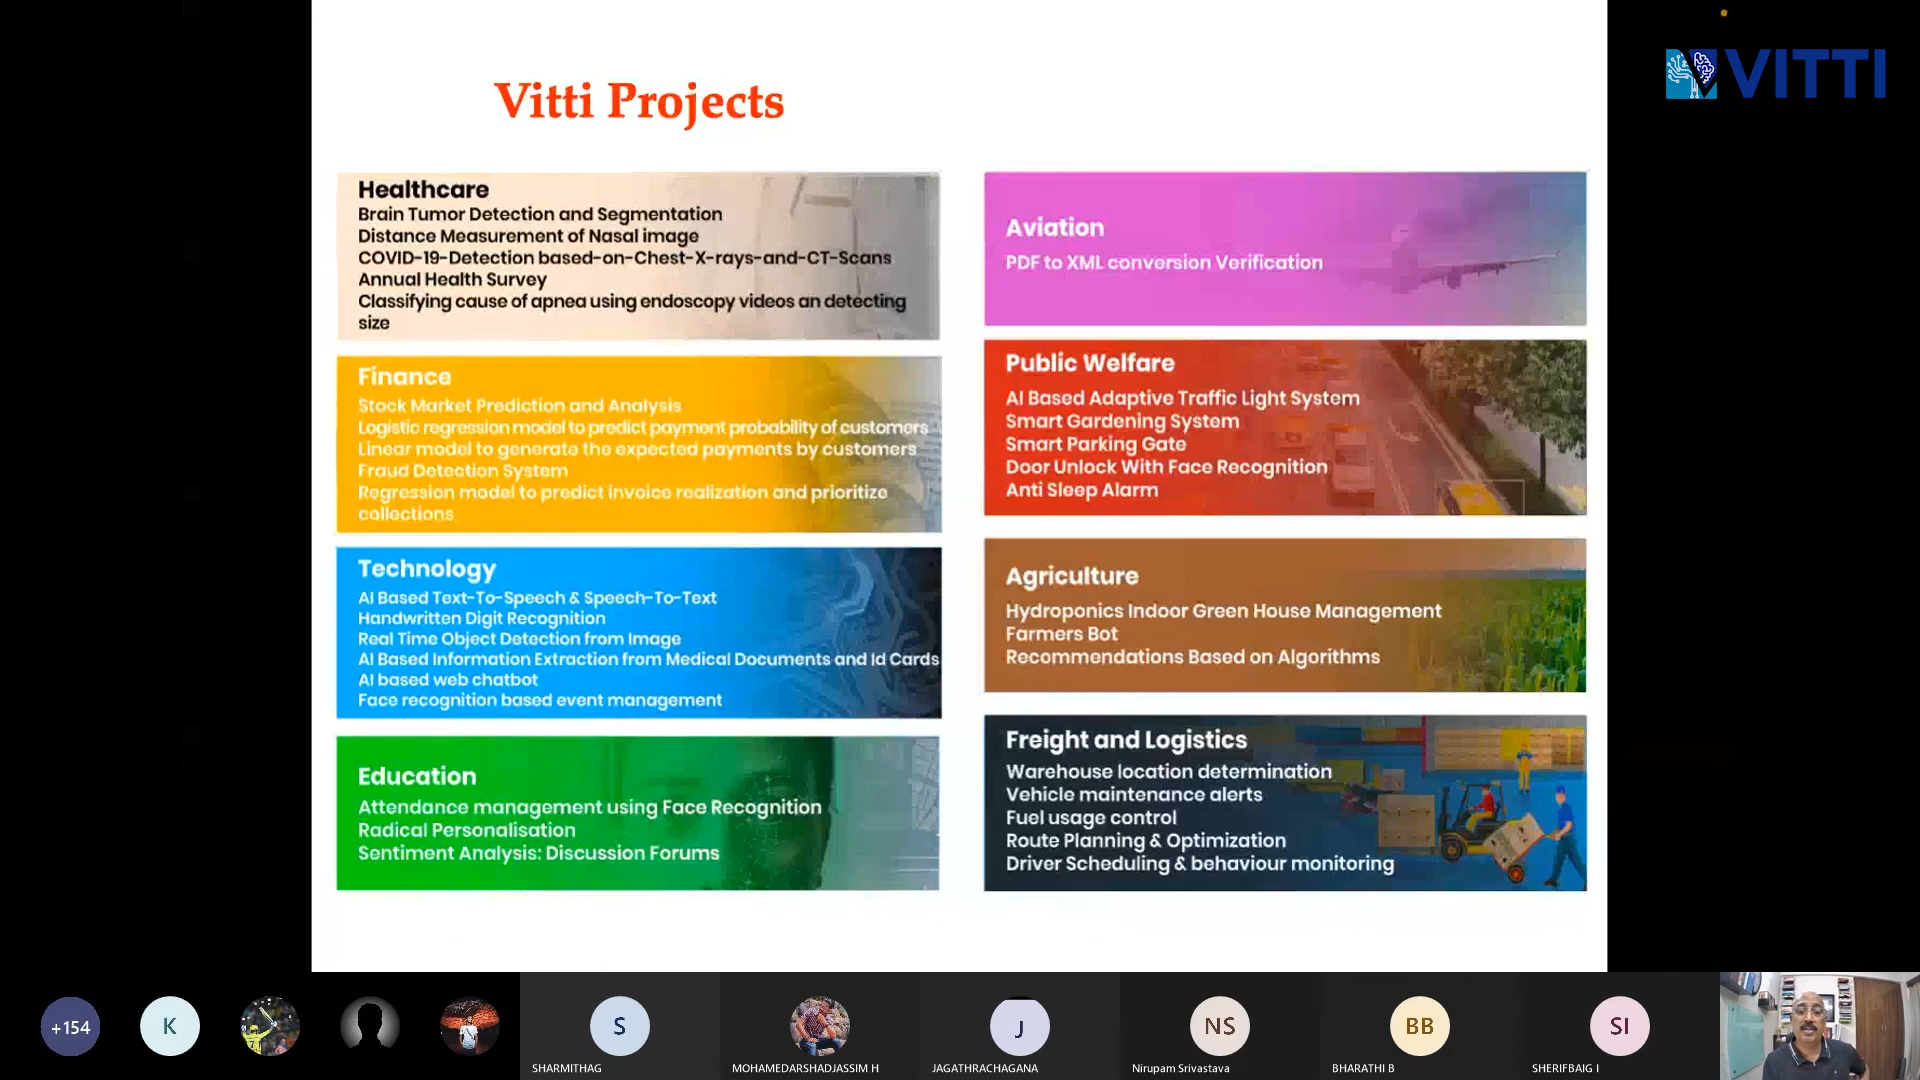 VITTI
Vitti Projects
Healthcare
Brain Tumor Detection and Segmentation
Distance Measurement of Nasal image
COVID-19-Detection based-on-Chest-X-rays-and-CT-Scans
Annual Health Survey
Classifying cause of apnea using endoscopy videos an detecting
size
Finance
Stock Market Prediction and Analysis
Logistic regression model to predict payment probability of customers
Linear model to generate the expected payments by customers
Fraud Detection System
Regression model to predict invoice realization and prioritize
collections
Technology
AI Based Text-To-Speech & Speech-To-Text
Handwritten Digit Recognition
Real Time Object Detection from Image
AI Based Information Extraction from Medical Documents and Id Cards
AI based web chatbot
Face recognition based event management
Education
Attendance management using Face Recognition
Radical Personalisation
Sentiment Analysis: Discussion Forums
Aviation
PDF to XML conversion Verification
Public Welfare
AI Based Adaptive Traffic Light System
Smart Gardening System
Smart Parking Gate
Door Unlock With Face Recognition
Anti Sleep Alarm
Agriculture
Hydroponics Indoor Green House Management
Farmers Bot
Recommendations Based on Algorithms
Freight and Logistics
Warehouse location determination
Vehicle maintenance alerts
Fuel usage control
Route Planning & Optimization
Driver Scheduling & behaviour monitoring
+154
K
S
J
NS
BB
SI
SHARMITHAG
MOHAMEDARSHADJASSIM H
JAGATHRACHAGANA
Nirupam Srivastava
BHARATHI B
SHERIFBAIG I